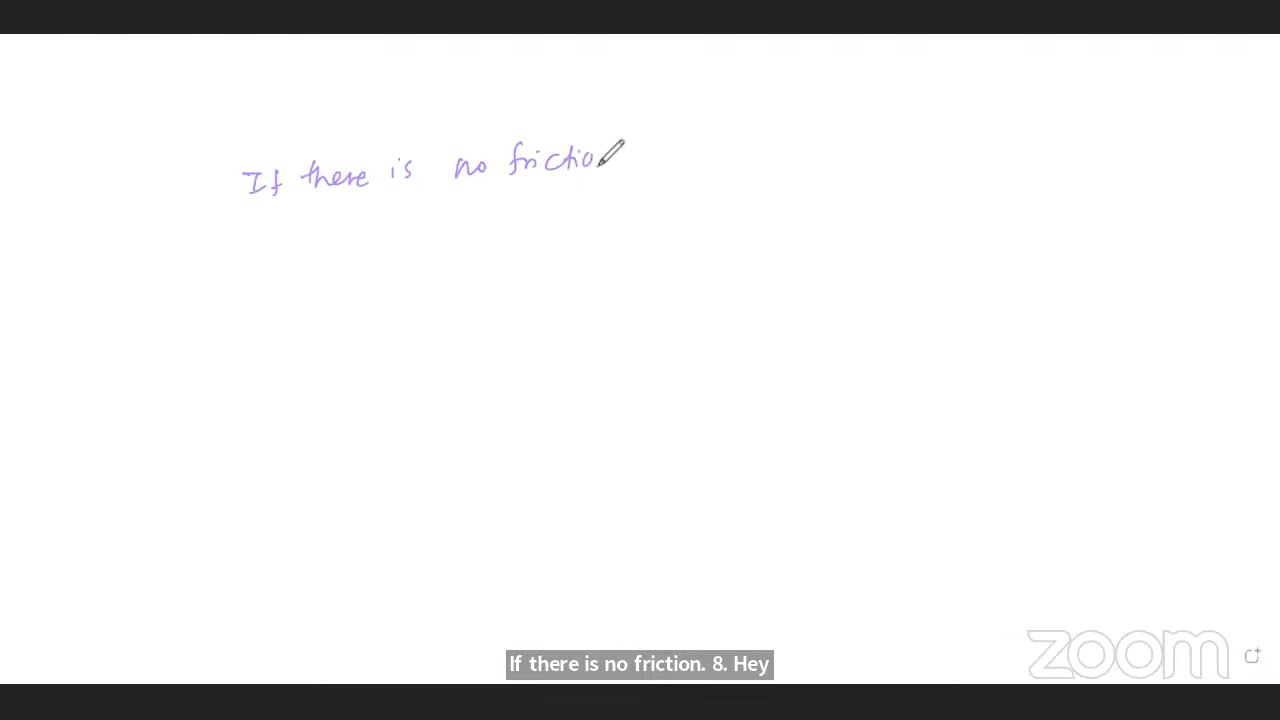 If there is no frictio
If there is no friction. 8. Hey
zoom